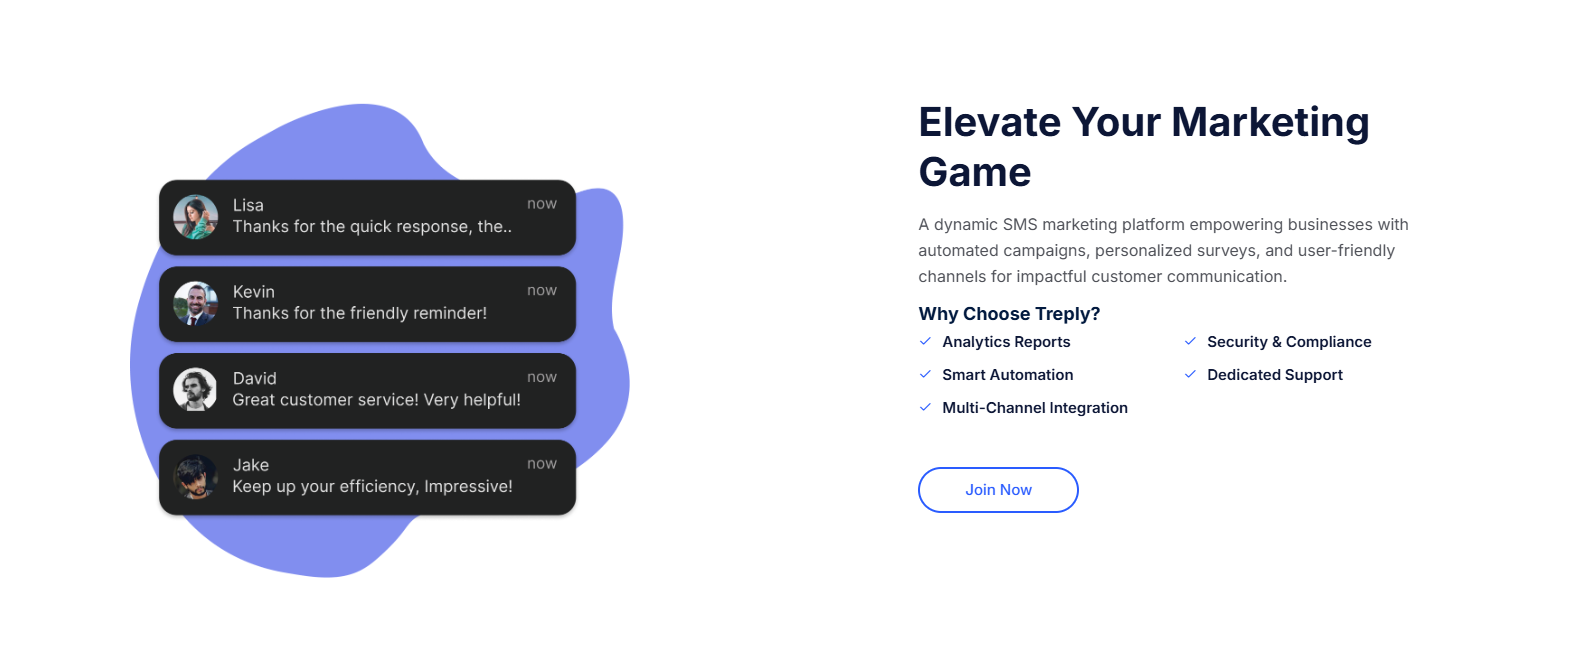 Lisa
now
Thanks for the quick response, the..
Kevin
now
Thanks for the friendly reminder!
David
now
Great customer service! Very helpful!
Jake
now
Keep up your efficiency, Impressive!
Elevate Your Marketing
Game
A dynamic SMS marketing platform empowering businesses with
automated campaigns, personalized surveys, and user-friendly
channels for impactful customer communication.
Why Choose Treply?
Analytics Reports
Security & Compliance
Smart Automation
Dedicated Support
Multi-Channel Integration
Join Now